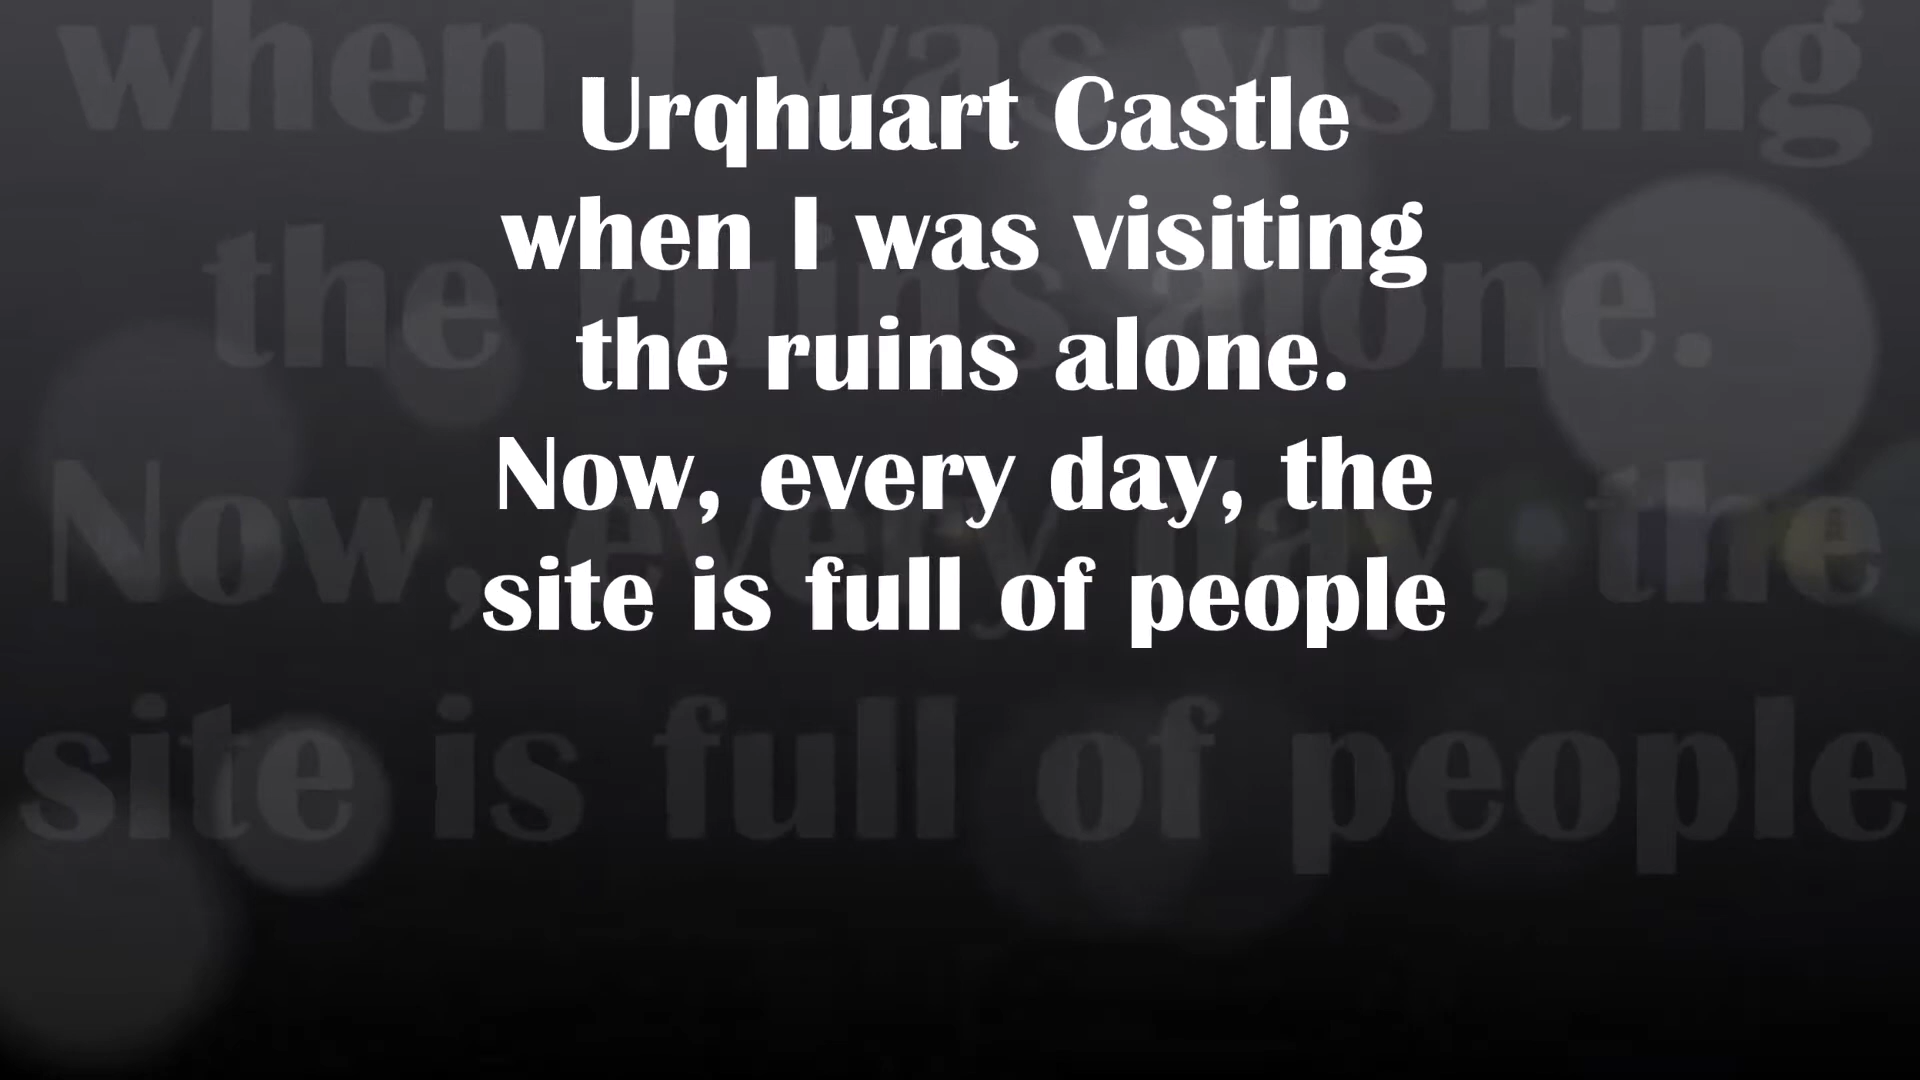 Urqhuart Castle
when I was visiting
the ruins alone.
Now, every day, the
site is full of people